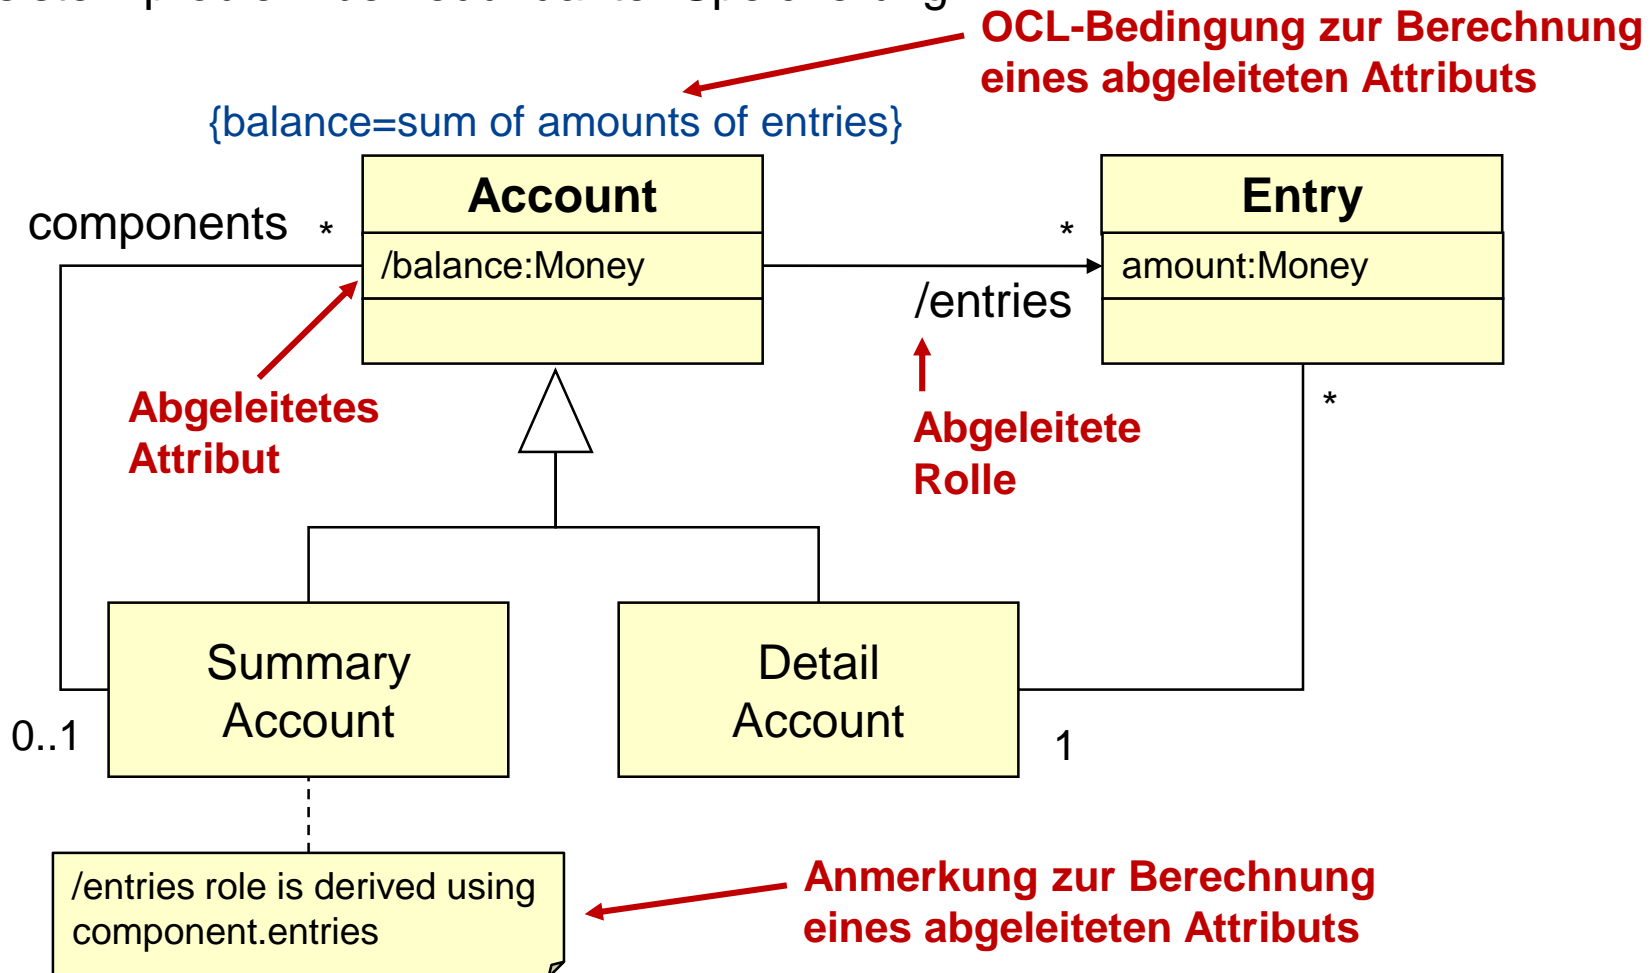 OCL-Bedingung zur Berechnung
eines abgeleiteten Attributs
{balance=sum of amounts of entries}
Account
Entry
components *
*
/balance:Money
amount:Money
/entries
Abgeleitetes
Attribut
*
Abgeleitete
Rolle
Summary
Account
Detail
Account
0..1
1
/entries role is derived using
component.entries
Anmerkung zur Berechnung
eines abgeleiteten Attributs